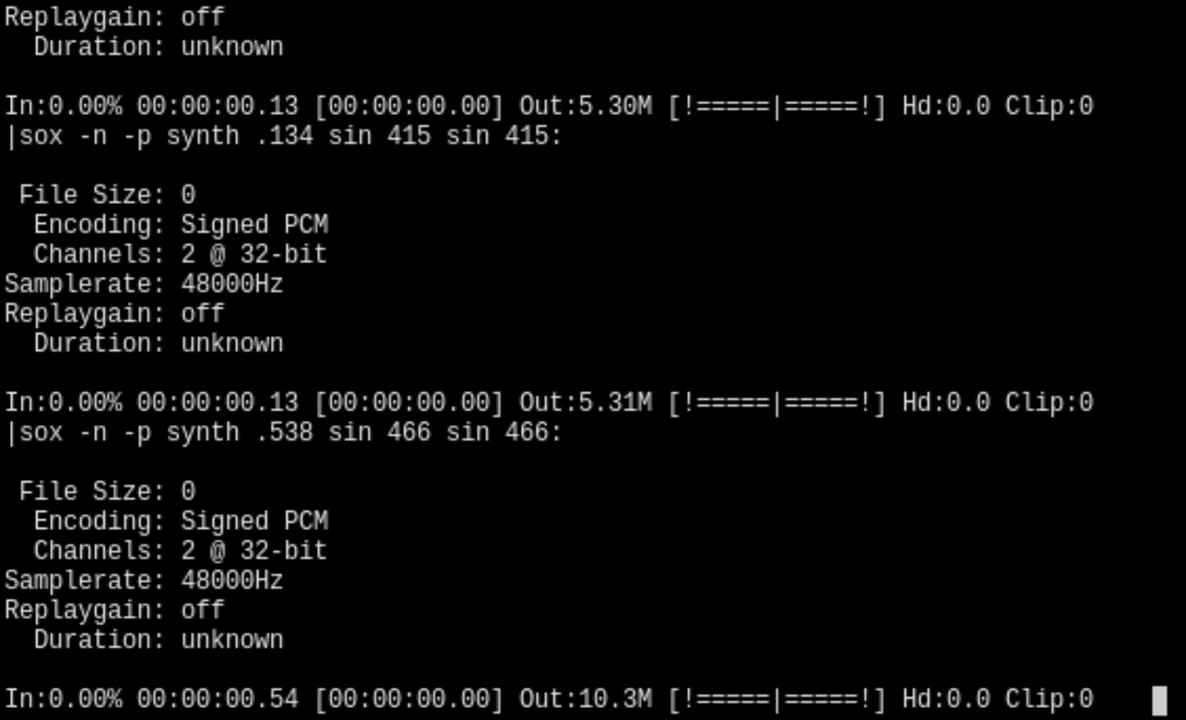 Replaygain: off
  Duration: unknown

In:0.00% 00:00:00.13 [00:00:00.00] Out:5.30M [!=====|=====!] Hd:0.0 Clip:0
|sox -n -p synth .134 sin 415 sin 415:

 File Size: 0
  Encoding: Signed PCM
  Channels: 2 @ 32-bit
Samplerate: 48000Hz
Replaygain: off
  Duration: unknown

In:0.00% 00:00:00.13 [00:00:00.00] Out:5.31M [!=====|=====!] Hd:0.0 Clip:0
|sox -n -p synth .538 sin 466 sin 466:

 File Size: 0
  Encoding: Signed PCM
  Channels: 2 @ 32-bit
Samplerate: 48000Hz
Replaygain: off
  Duration: unknown

In:0.00% 00:00:00.54 [00:00:00.00] Out:10.3M [!=====|=====!] Hd:0.0 Clip:0